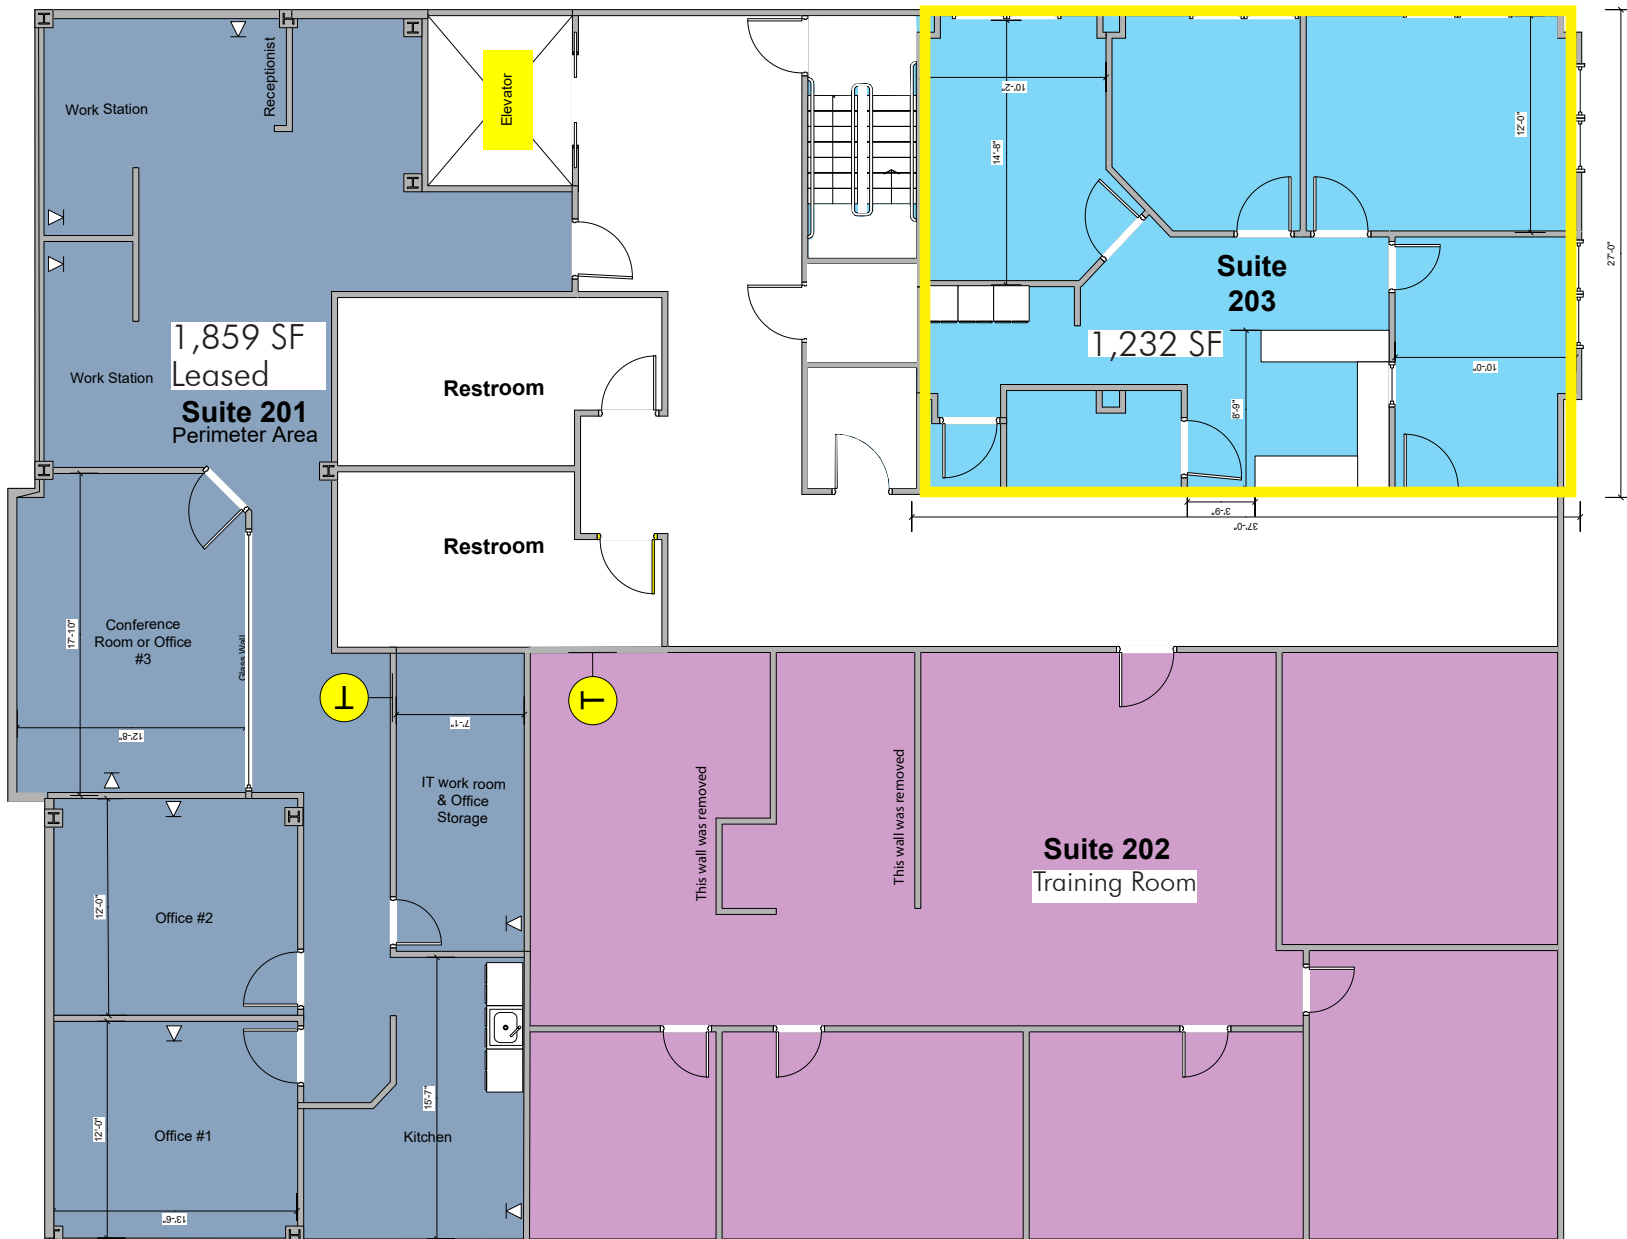 Receptionist
Work Station
Elevator
10'-2"
14'-8"
12'-0"
27'-0"
Suite
203
1,232 SF
1,859 SF
Leased
Suite 201
Perimeter Area
Work Station
Restroom
10'-0"
8'-9"
3'-9"
37'-0"
Restroom
17'-10"
Conference
Room or Office
#3
Glass Wall
12'-8"
T
T
7'-1"
IT work room
& Office
Storage
This wall was removed
This wall was removed
Suite 202
Training Room
12'-0"
Office #2
12'-0"
Office #1
15'-7"
Kitchen
13'-6"